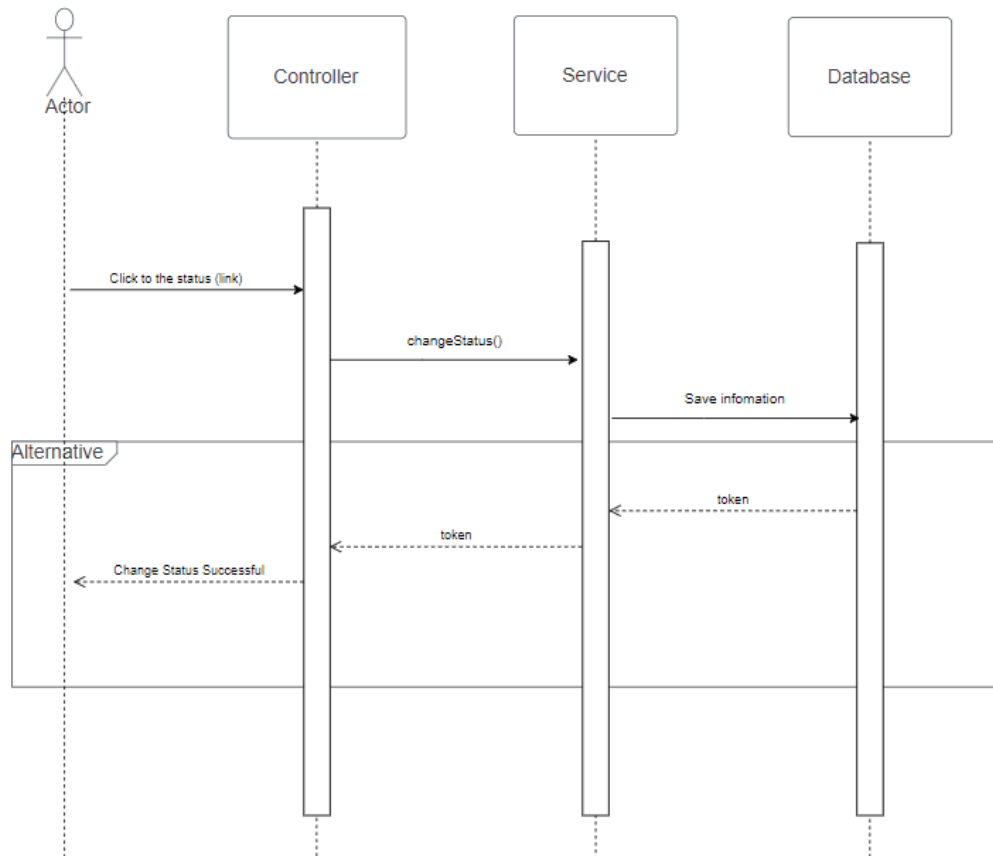 Actor
Controller
Service
Database
Click to the status (link)
changeStatus()
Save infomation
Alternative
token
token
Change Status Successful